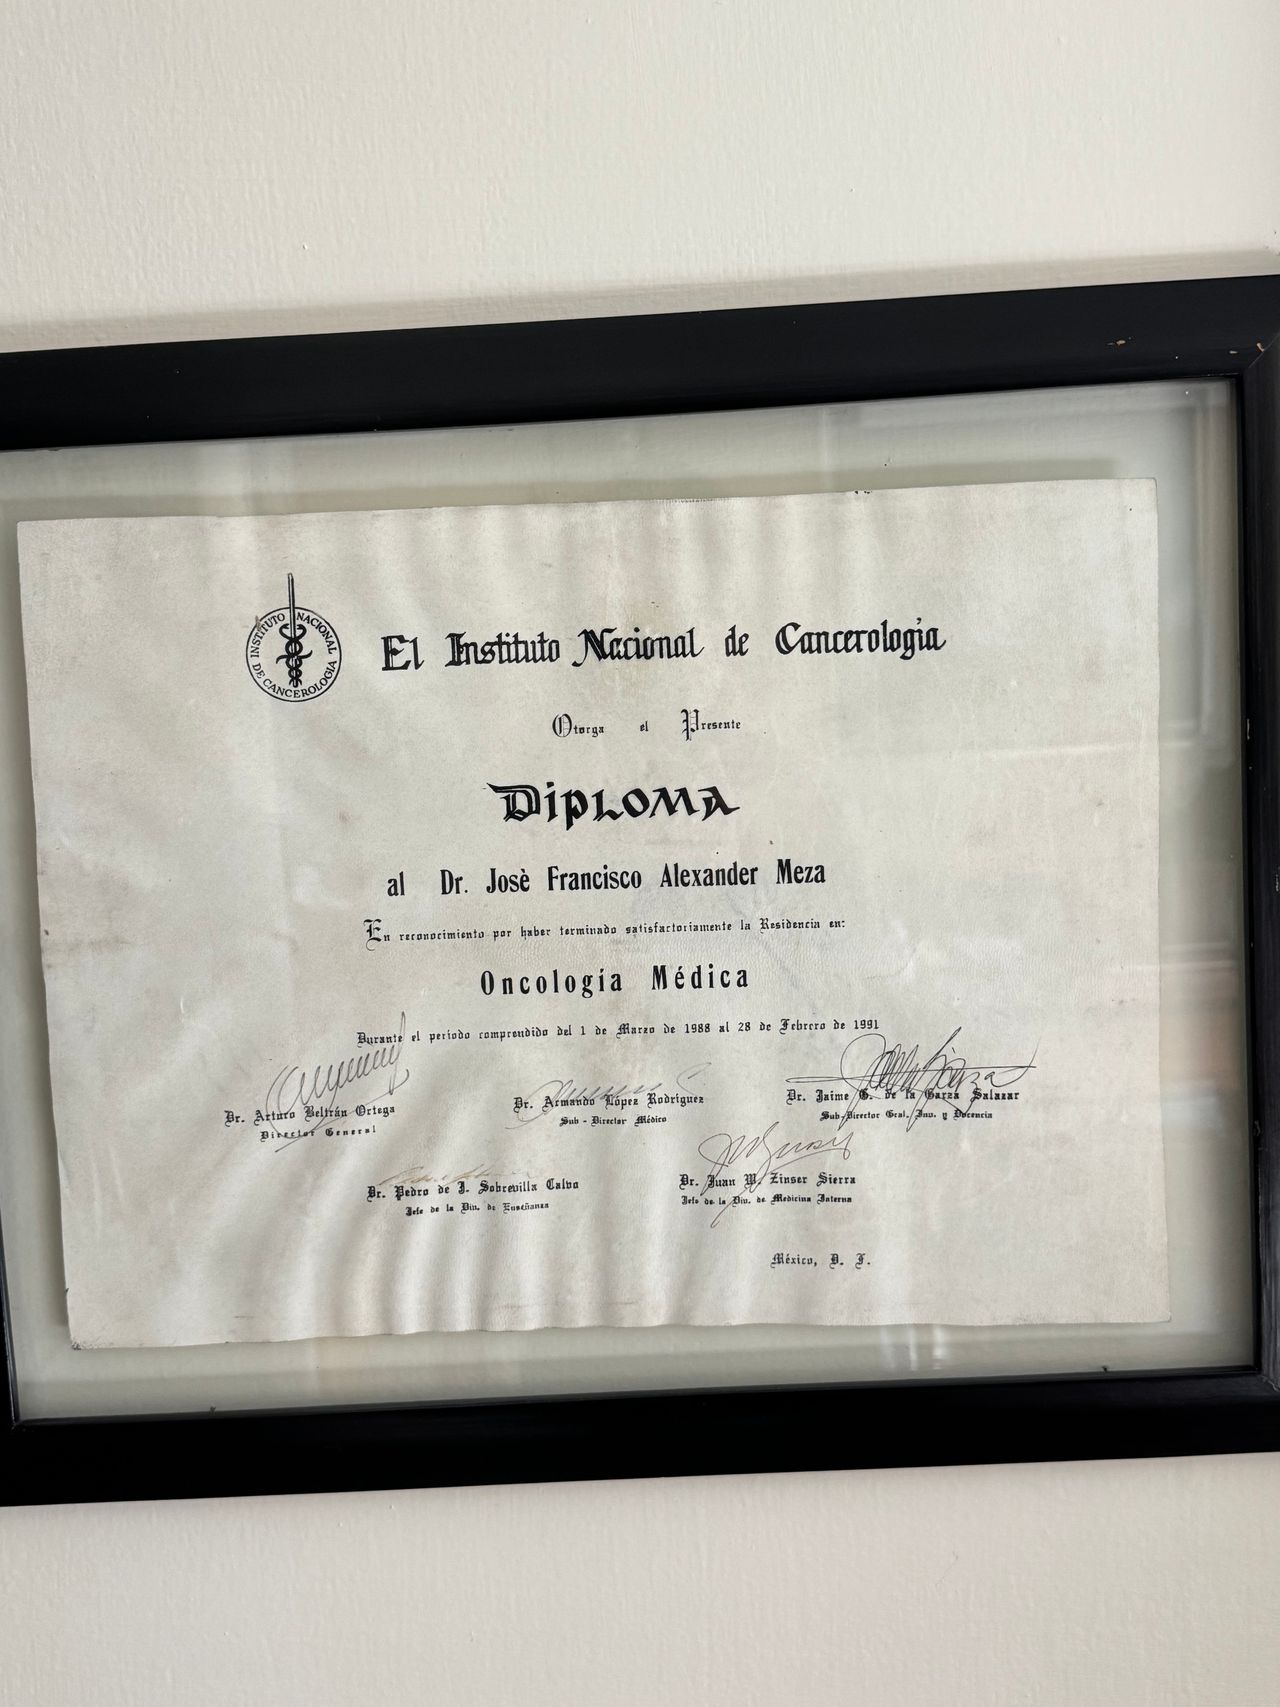 INSTITUTO NACIONAL DE CANCEROLOGIA
El Instituto Nacional de Cancerología
Otorga el Presente
Diploma
al Dr. Josè Francisco Alexander Meza
En reconocimiento por haber terminado satisfactoriamente la Residencia en:
Oncología Médica
Durante el período comprendido del 1 de Marzo de 1988 al 28 de Febrero de 1991
Dr. Arturo Beltrán Ortega
Director General
Dr. Armando López Rodríguez
Sub - Director Médico
Dr. Jaime G. de la Garza Salazar
Sub-Director Gral. Inv. y Docencia
Dr. Pedro de J. Sobrevilla Calvo
Jefe de la Div. de Enseñanza
Dr. Juan W. Zinser Sierra
Jefe de la Div. de Medicina Interna
México, D. F.